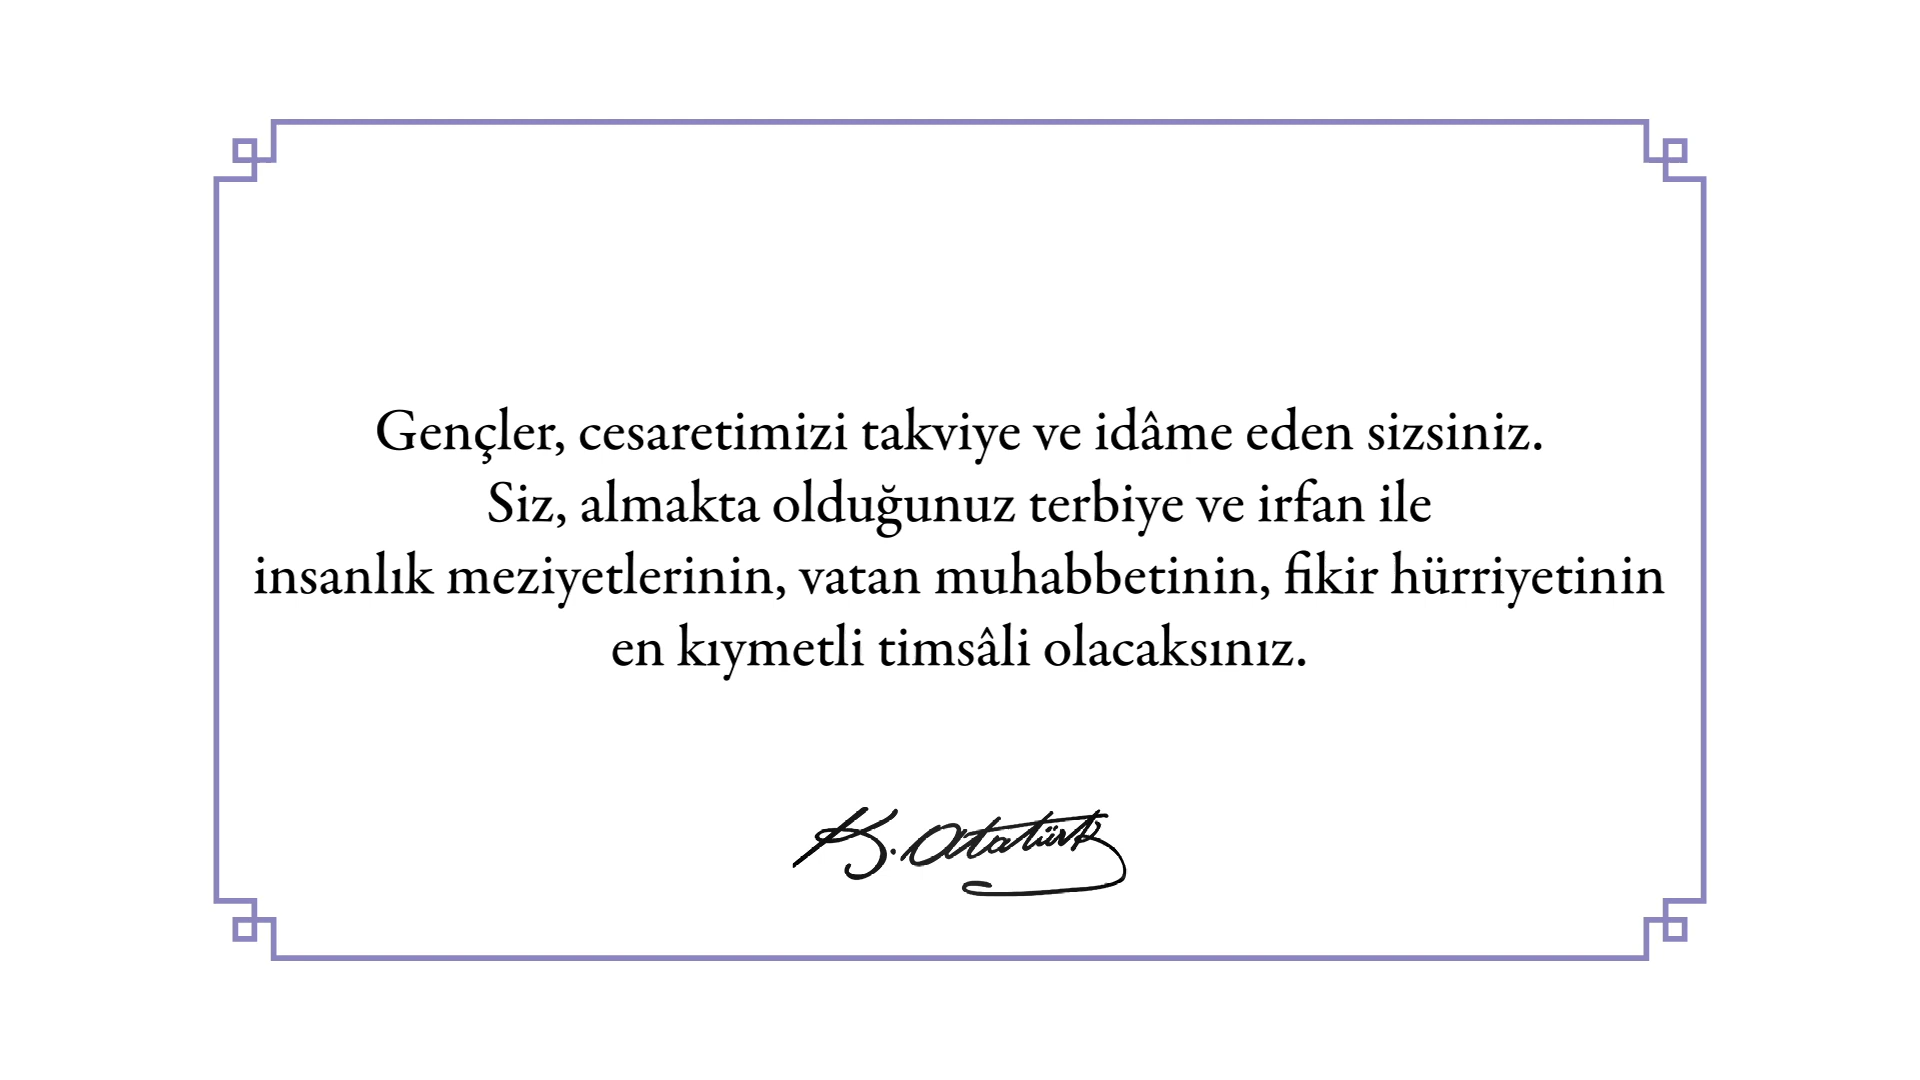 Gençler, cesaretimizi takviye ve idâme eden sizsiniz.
Siz, almakta olduğunuz terbiye ve irfan ile
insanlık meziyetlerinin, vatan muhabbetinin, fikir hürriyetinin
en kıymetli timsâli olacaksınız.
K. Atatürk